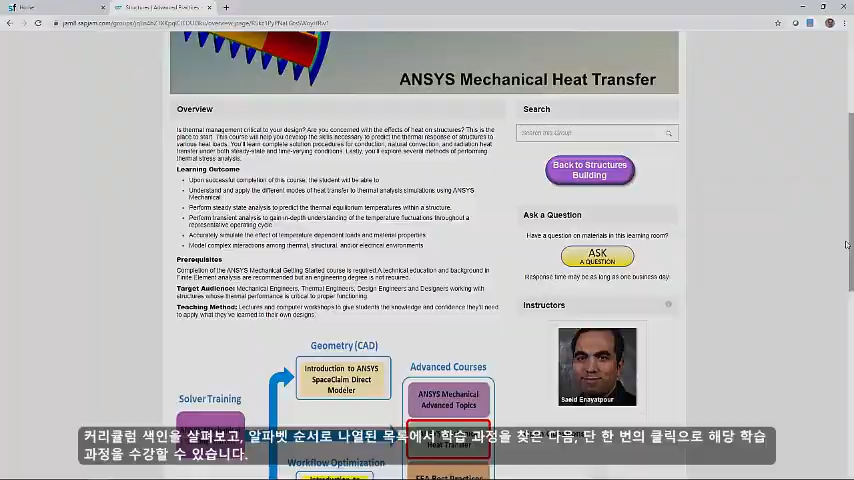 Home
Structures | Advanced Practices -
ANSYS Mechanical Heat Transfer
Overview
Is thermal management critical to your design? Are you concerned with the effects of heat on structures? This is the
place to start. This course will help you develop the skills necessary to predict the thermal response of structures to
various heat loads. You'll learn complete solution procedures for conduction, natural convection, and radiation heat
transfer under both steady-state and time-varying conditions. Lastly, you'll explore several methods of performing
thermal stress analysis.
Learning Outcome
Upon successful completion of this course, the student will be able to
Understand and apply the different modes of heat transfer to thermal analysis simulations using ANSYS
Mechanical.
Perform steady state analysis to predict the thermal equilibrium temperatures within a structure.
Perform transient analysis to gain in-depth understanding of the temperature fluctuations throughout a
representative operating cycle
Accurately simulate the effect of temperature dependent loads and material properties
Model complex interactions among thermal, structural, and/or electrical environments
Prerequisites
Completion of the ANSYS Mechanical Getting Started course is required.A technical education and background in
Finite Element analysis are recommended but an engineering degree is not required.
Target Audience: Mechanical Engineers, Thermal Engineers, Design Engineers and Designers working with
structures whose thermal performance is critical to proper functioning.
Teaching Method: Lectures and computer workshops to give students the knowledge and confidence they'll need
to apply what they've learned to their own designs.
Search
Search this Group
Back to Structures
Building
Ask a Question
Have a question on materials in this learning room?
ASK
A QUESTION
Response time may be as long as one business day.
Instructors
Saeid Enayatpour
Geometry (CAD)
Introduction to ANSYS
SpaceClaim Direct
Modeler
Advanced Courses
ANSYS Mechanical
Advanced Topics
Heat Transfer
FEA Best Practices
Solver Training
Workflow Optimization
Introduction to
커리큘럼 색인을 살펴보고, 알파벳 순서로 나열된 목록에서 학습 과정을 찾은 다음, 단 한 번의 클릭으로 해당 학습
과정을 수강할 수 있습니다.